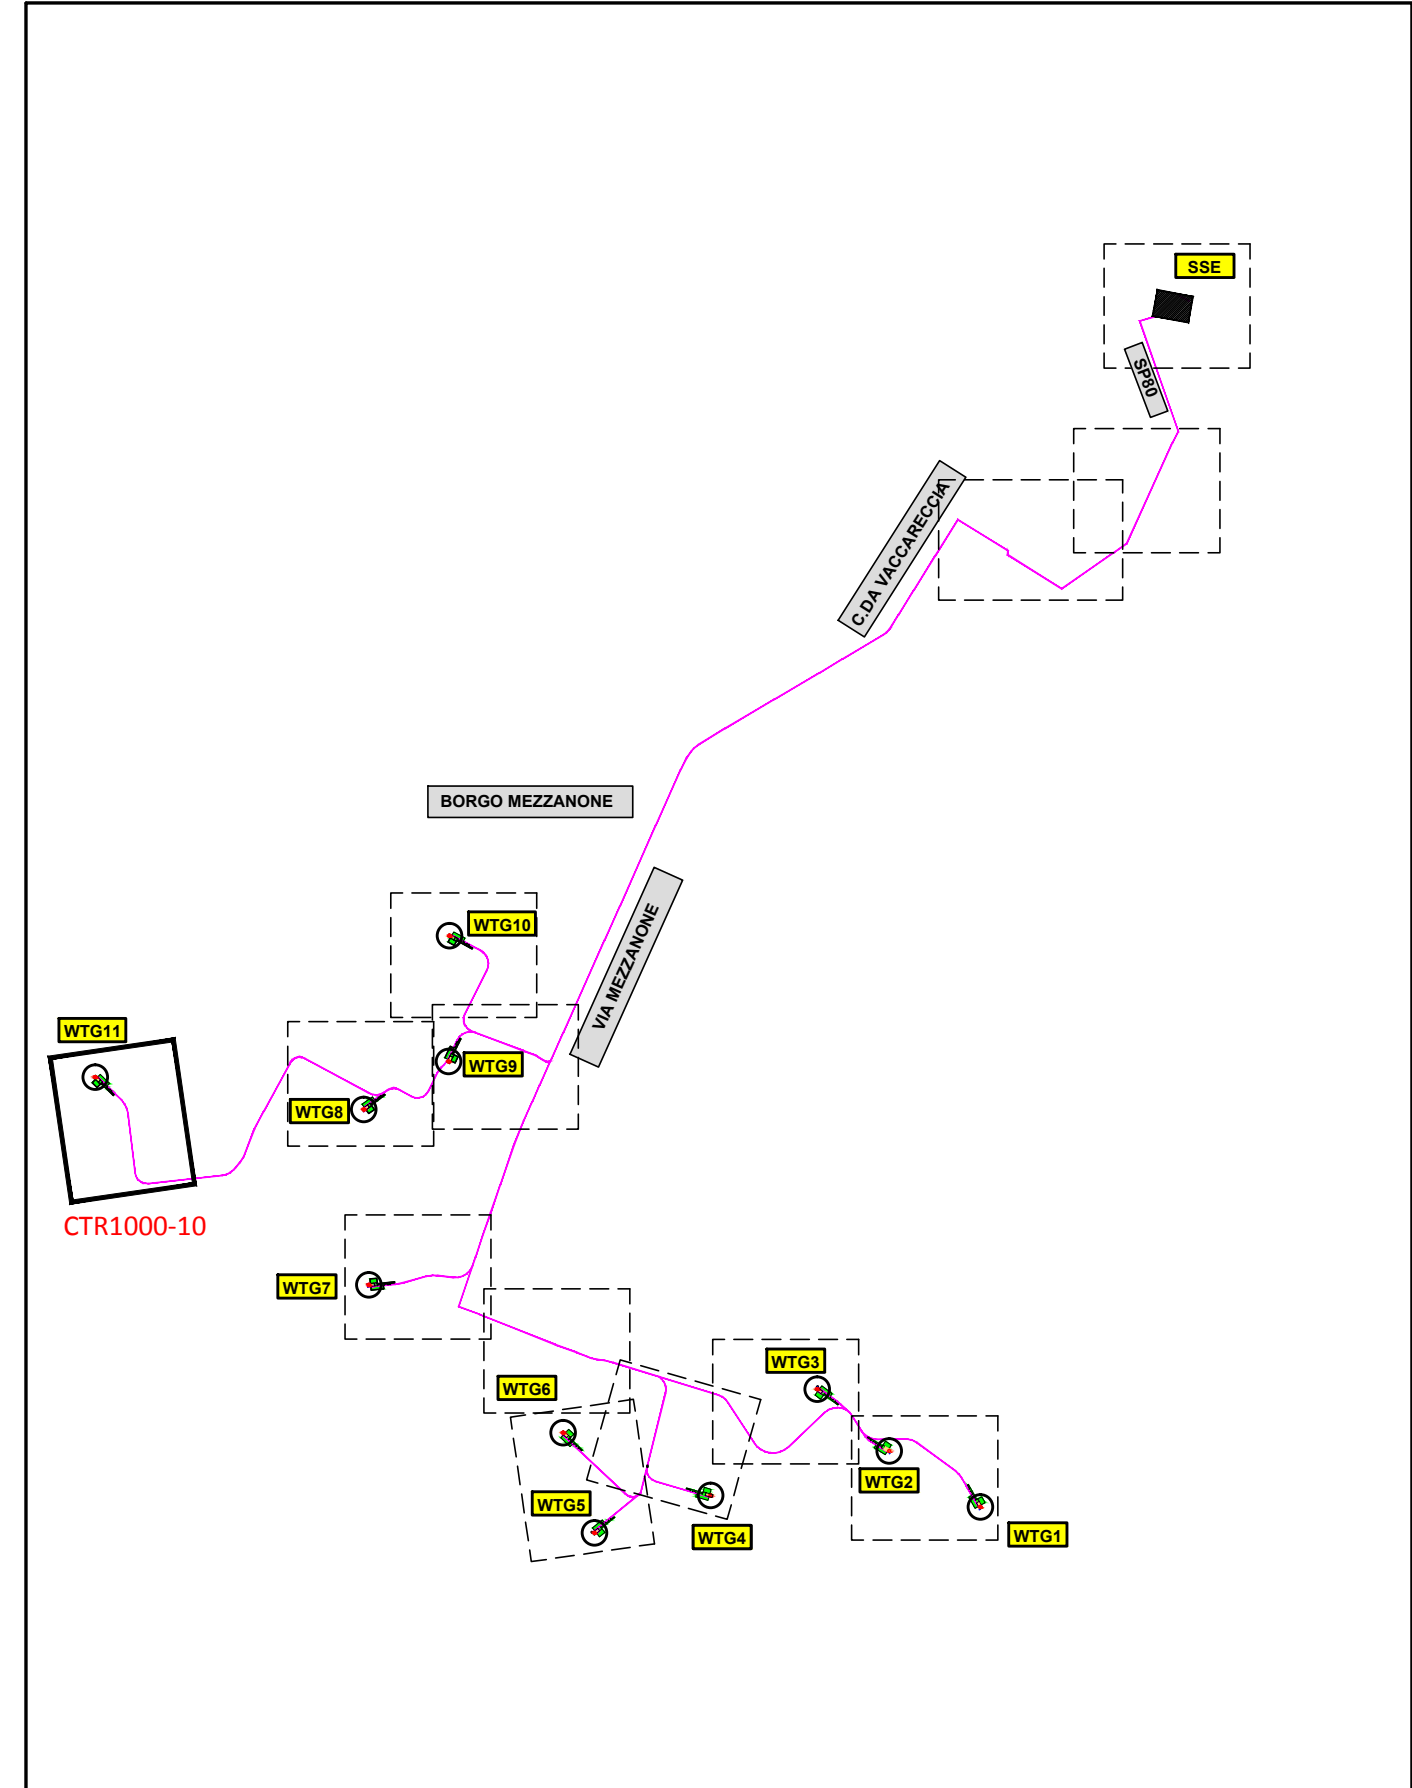 SSE
SP80
C.DA VACCARECCIA
BORGO MEZZANONE
VIA MEZZANONE
WTG10
WTG11
WTG9
WTG8
CTR1000-10
WTG7
WTG3
WTG6
WTG2
WTG5
WTG4
WTG1